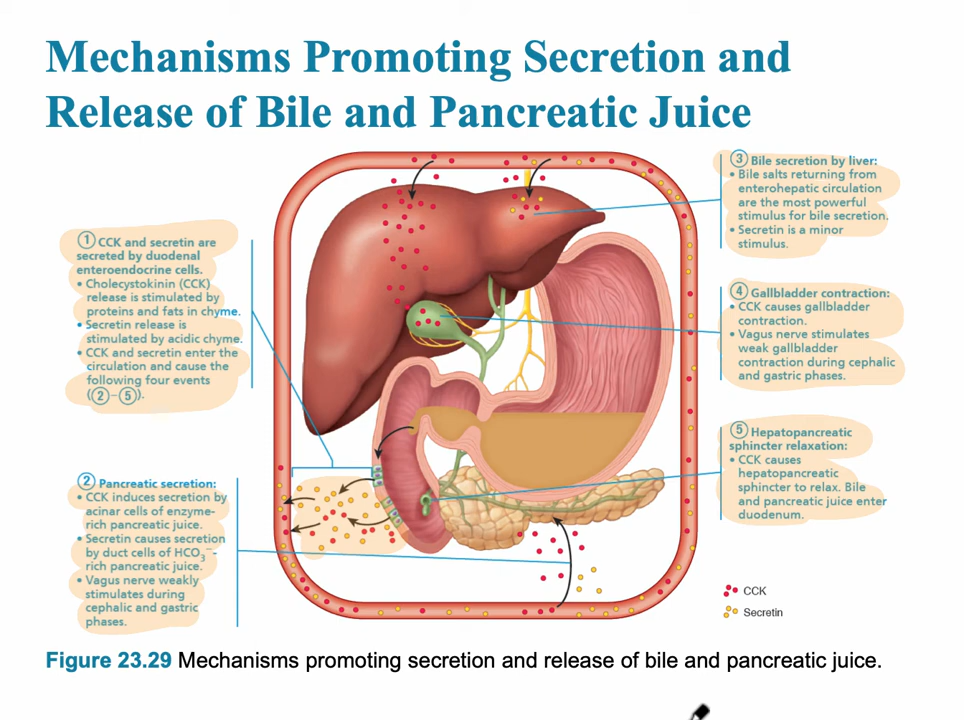 Mechanisms Promoting Secretion and
Release of Bile and Pancreatic Juice
① CCK and secretin are
secreted by duodenal
enteroendocrine cells.
• Cholecystokinin (CCK)
release is stimulated by
proteins and fats in chyme.
• Secretin release is
stimulated by acidic chyme.
• CCK and secretin enter the
circulation and cause the
following four events
(②–⑤).
② Pancreatic secretion:
• CCK induces secretion by
acinar cells of enzyme-
rich pancreatic juice.
• Secretin causes secretion
by duct cells of HCO₃⁻-
rich pancreatic juice.
• Vagus nerve weakly
stimulates during
cephalic and gastric
phases.
③ Bile secretion by liver:
• Bile salts returning from
enterohepatic circulation
are the most powerful
stimulus for bile secretion.
• Secretin is a minor
stimulus.
④ Gallbladder contraction:
• CCK causes gallbladder
contraction.
• Vagus nerve stimulates
weak gallbladder
contraction during cephalic
and gastric phases.
⑤ Hepatopancreatic
sphincter relaxation:
• CCK causes
hepatopancreatic
sphincter to relax. Bile
and pancreatic juice enter
duodenum.
CCK
Secretin
Figure 23.29 Mechanisms promoting secretion and release of bile and pancreatic juice.